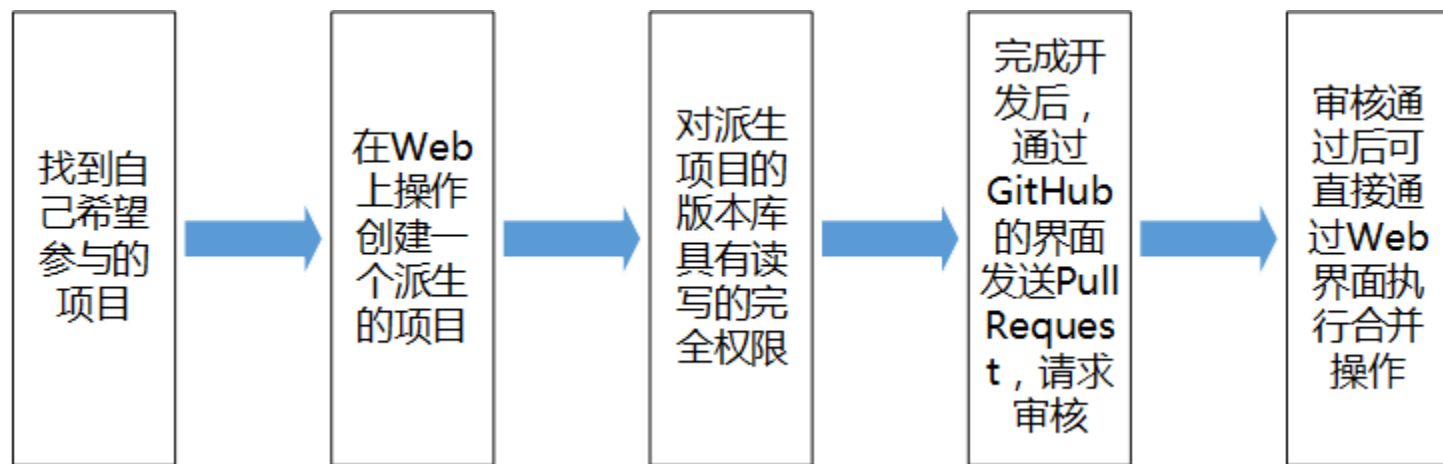 找到自
己希望
参与的
项目
在Web
上操作
创建一
个派生
的项目
对派生
项目的
版本库
具有读
写的完
全权限
完成开
发后，
通过
GitHub
的界面
发送Pull
Reques
t，请求
审核
审核通
过后可
直接通
过Web
界面执
行合并
操作